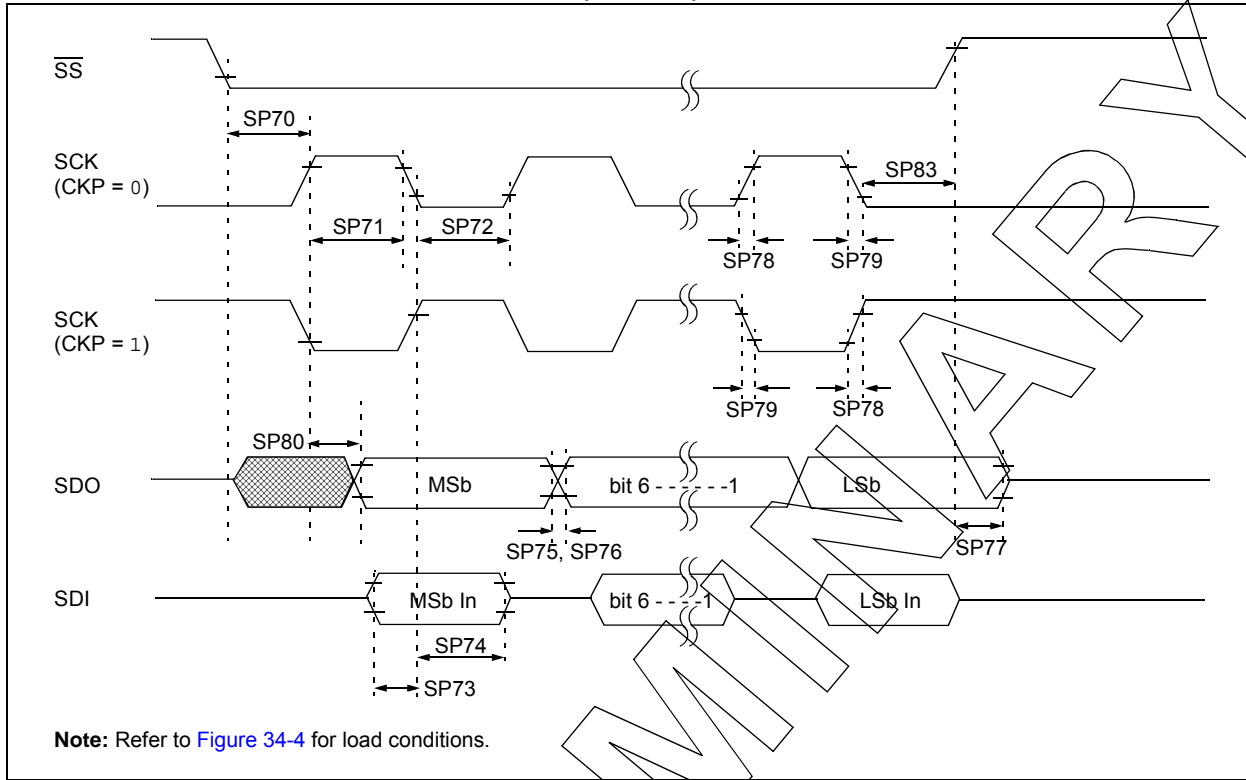 SS
SP70
SCK
(CKP = 0)
SP83
SP71
SP72
SP78
SP79
SCK
(CKP = 1)
SP79
SP78
SP80
SDO
MSb
bit 6 - - - - - -1
LSb
SP75, SP76
SP77
SDI
MSb In
bit 6 - - - -1
LSb In
SP74
SP73
Note: Refer to Figure 34-4 for load conditions.
MINARY